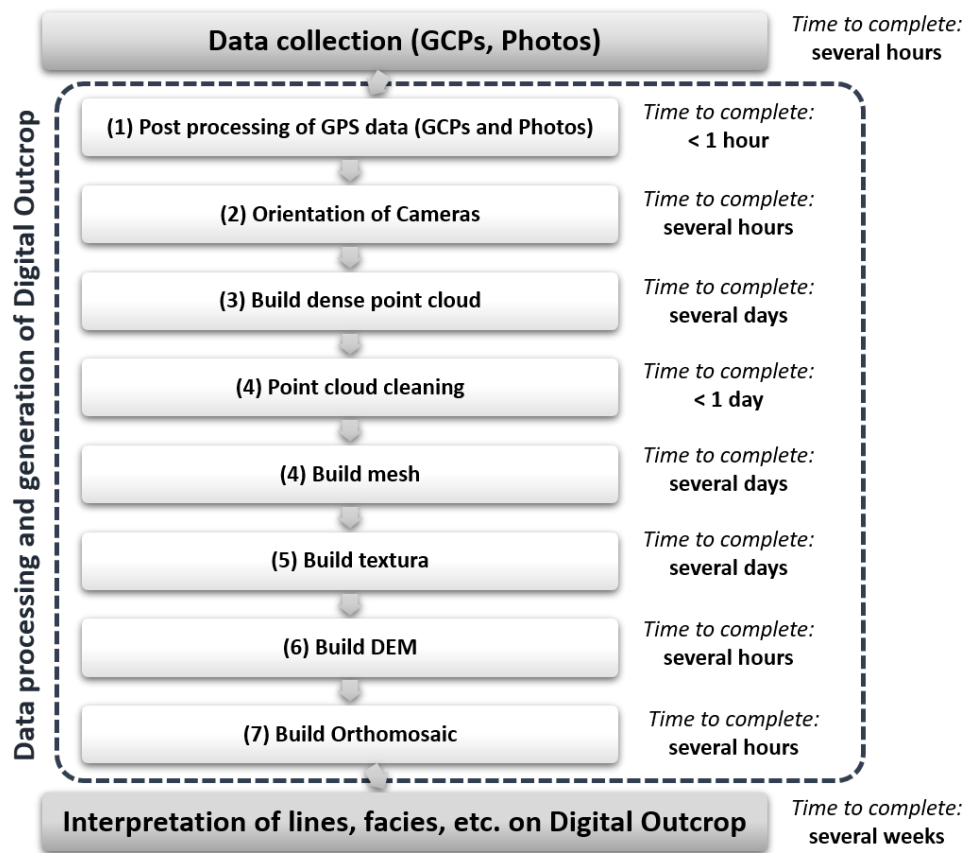 Data collection (GCPs, Photos)
Time to complete:
several hours
Data processing and generation of Digital Outcrop
(1) Post processing of GPS data (GCPs and Photos)
Time to complete:
< 1 hour
(2) Orientation of Cameras
Time to complete:
several hours
(3) Build dense point cloud
Time to complete:
several days
(4) Point cloud cleaning
Time to complete:
< 1 day
(4) Build mesh
Time to complete:
several days
(5) Build textura
Time to complete:
several days
(6) Build DEM
Time to complete:
several hours
(7) Build Orthomosaic
Time to complete:
several hours
Interpretation of lines, facies, etc. on Digital Outcrop
Time to complete:
several weeks